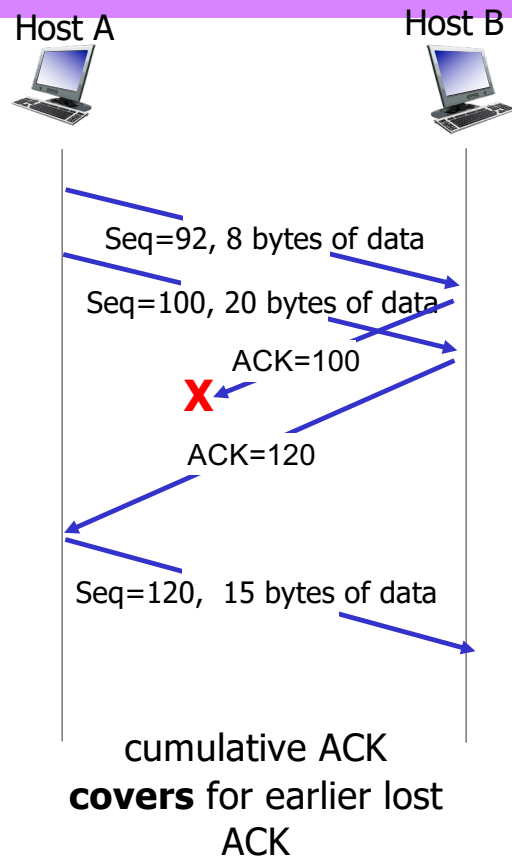 Host A
Host B
Seq=92, 8 bytes of data
Seq=100, 20 bytes of data
ACK=100
X
ACK=120
Seq=120,  15 bytes of data
cumulative ACK
covers for earlier lost
ACK